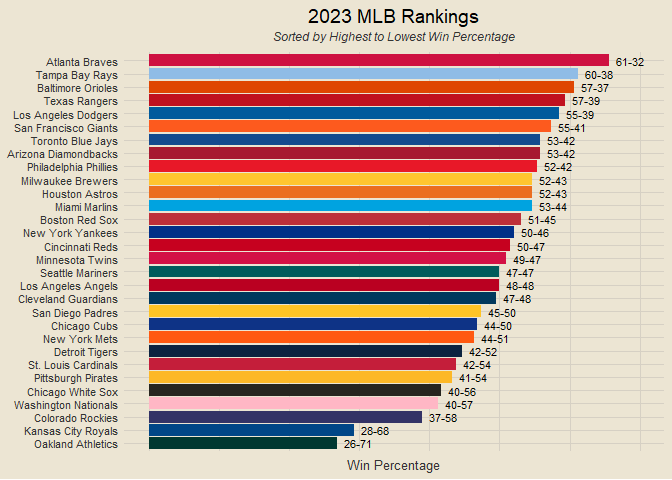 2023 MLB Rankings
Sorted by Highest to Lowest Win Percentage
Atlanta Braves 61-32
Tampa Bay Rays 60-38
Baltimore Orioles 57-37
Texas Rangers 57-39
Los Angeles Dodgers 55-39
San Francisco Giants 55-41
Toronto Blue Jays 53-42
Arizona Diamondbacks 53-42
Philadelphia Phillies 52-42
Milwaukee Brewers 52-43
Houston Astros 52-43
Miami Marlins 53-44
Boston Red Sox 51-45
New York Yankees 50-46
Cincinnati Reds 50-47
Minnesota Twins 49-47
Seattle Mariners 47-47
Los Angeles Angels 48-48
Cleveland Guardians 47-48
San Diego Padres 45-50
Chicago Cubs 44-50
New York Mets 44-51
Detroit Tigers 42-52
St. Louis Cardinals 42-54
Pittsburgh Pirates 41-54
Chicago White Sox 40-56
Washington Nationals 40-57
Colorado Rockies 37-58
Kansas City Royals 28-68
Oakland Athletics 26-71
Win Percentage